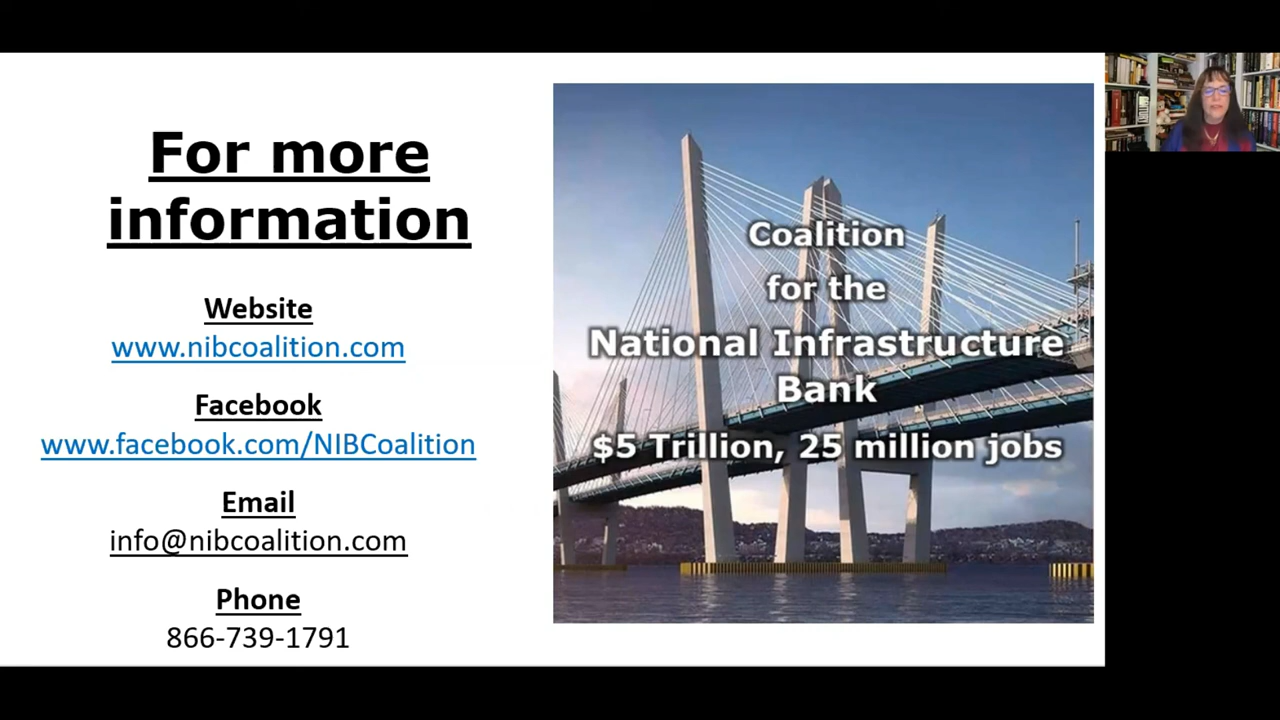 For more
information
Website
www.nibcoalition.com
Facebook
www.facebook.com/NIBCoalition
Email
info@nibcoalition.com
Phone
866-739-1791
Coalition
for the
National Infrastructure
Bank
$5 Trillion, 25 million jobs